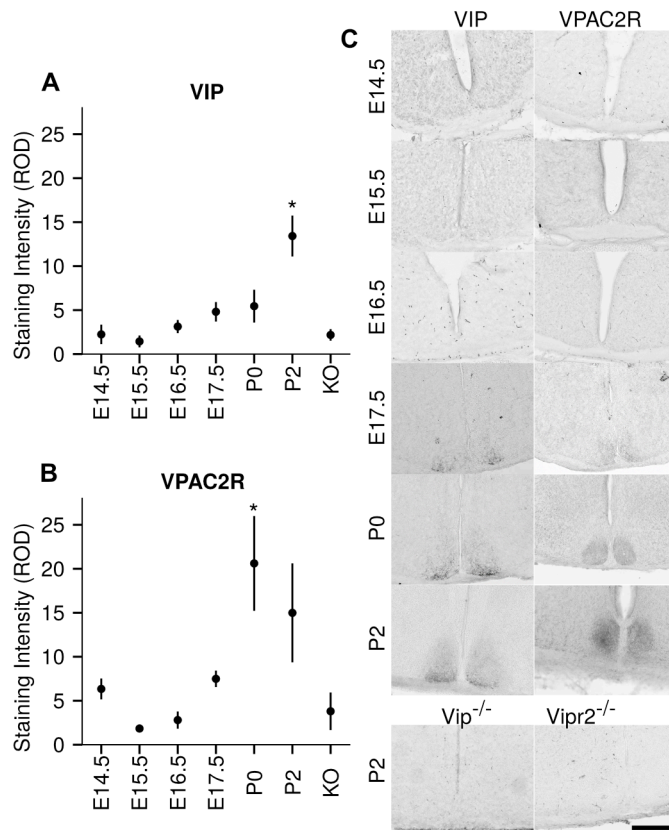 A
VIP
Staining Intensity (ROD)
25
20
15
10
5
0
*
E14.5
E15.5
E16.5
E17.5
P0
P2
KO
B
VPAC2R
Staining Intensity (ROD)
25
20
15
10
5
0
*
E14.5
E15.5
E16.5
E17.5
P0
P2
KO
C
VIP VPAC2R
E14.5
E15.5
E16.5
E17.5
P0
P2
Vip-/- Vipr2-/-
P2